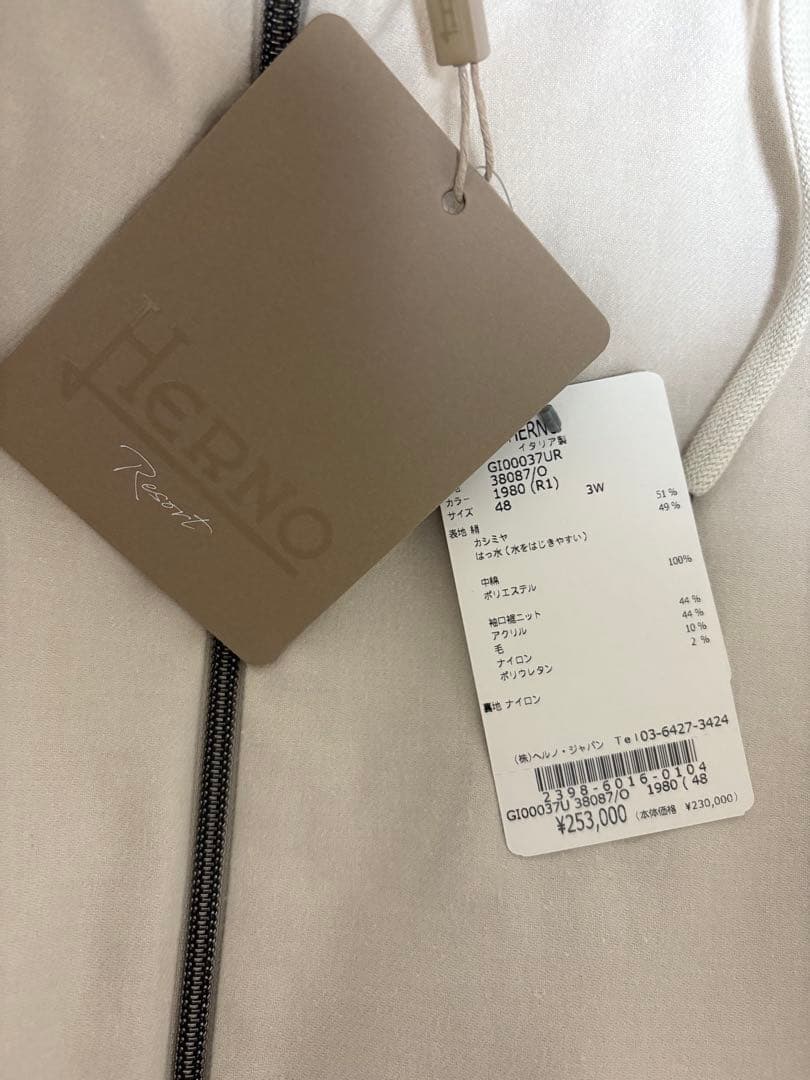 HERNO
Resort
HERNO
イタリア製
GI00037UR
38087/O
カラー 1980 (R1) 3W
サイズ 48
表地 絹 51%
カシミヤ 49%
はっ水(水をはじきやすい)
中綿
ポリエステル 100%
袖口裾ニット
アクリル 44%
毛 44%
ナイロン 10%
ポリウレタン 2%
裏地 ナイロン
(株)ヘルノ・ジャパン Tel03-6427-3424
2398-6016-0104
GI00037U 38087/O 1980 ( 48
¥253,000 (本体価格 ¥230,000)